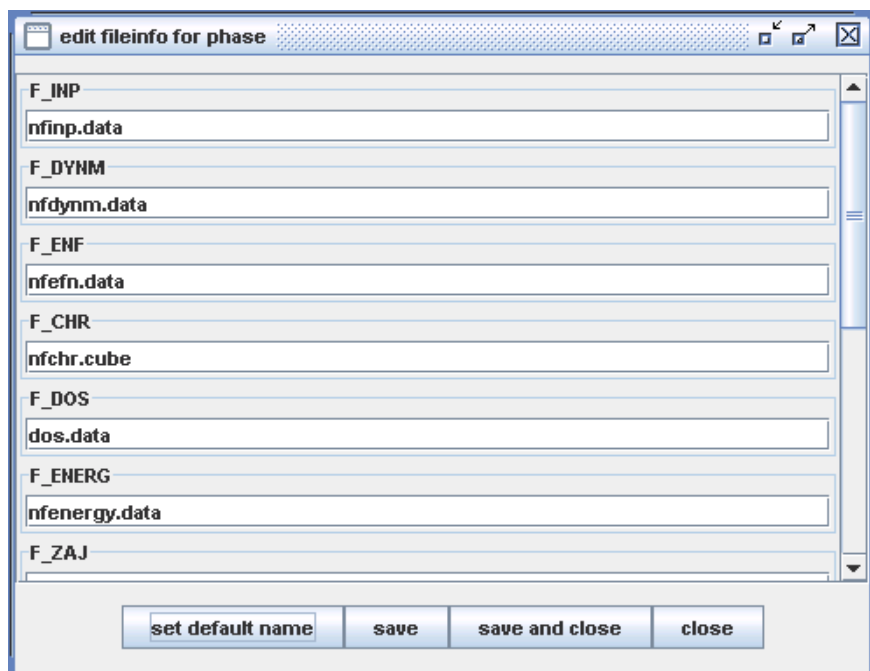 edit fileinfo for phase
F_INP
nfinp.data
F_DYNM
nfdynm.data
F_ENF
nfefn.data
F_CHR
nfchr.cube
F_DOS
dos.data
F_ENERG
nfenergy.data
F_ZAJ
set default name save save and close close